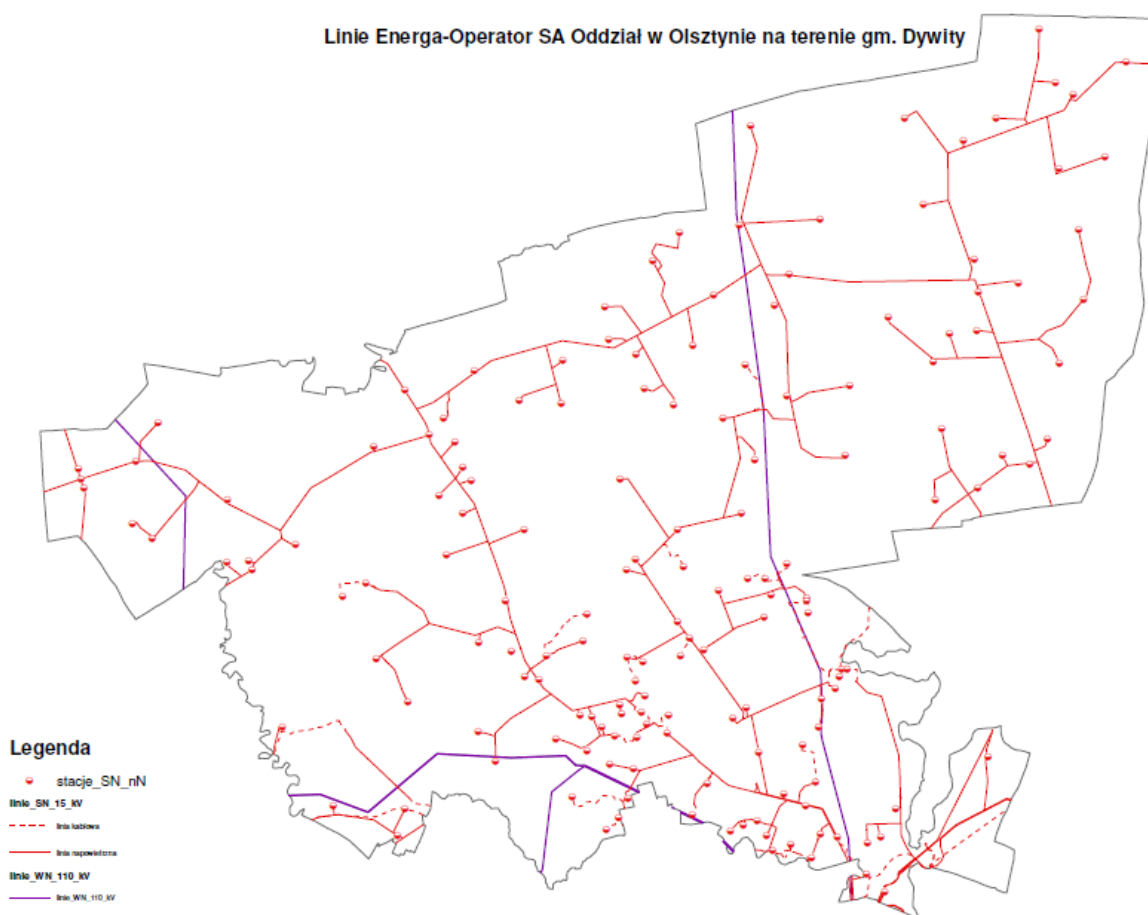 Linie Energa-Operator SA Oddział w Olsztynie na terenie gm. Dywity
Legenda
stacje_SN_nN
linie_SN_15_kV
linia kablowa
linia napowietrzna
linie_WN_110_kV
linie_WN_110_kV